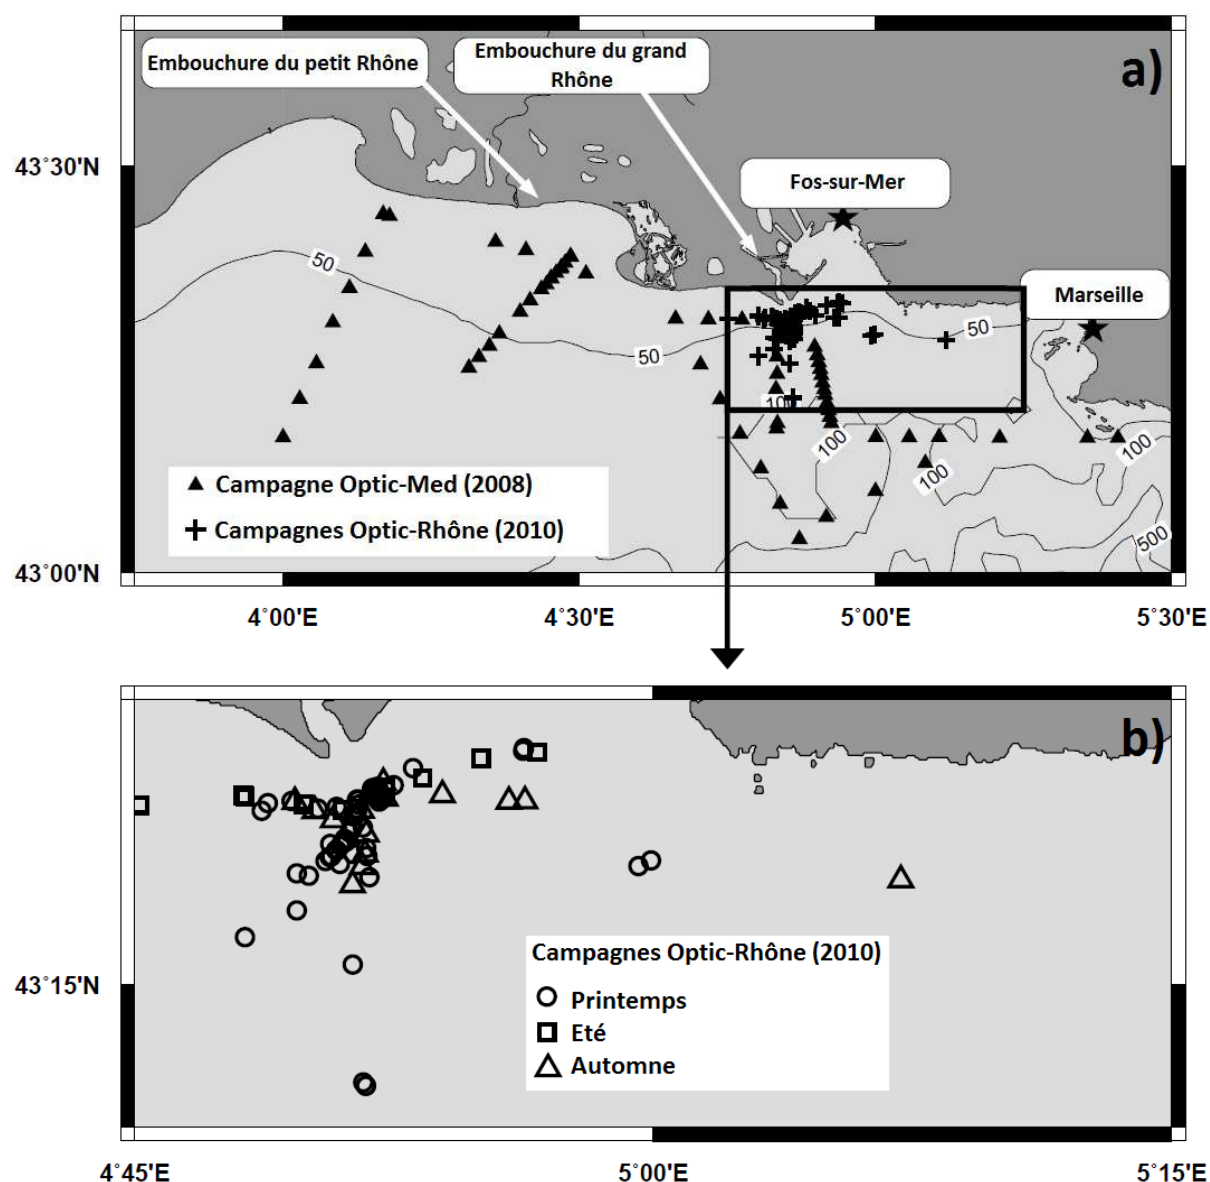 a)
Embouchure du petit Rhône
Embouchure du grand
Rhône
Fos-sur-Mer
Marseille
43°30'N
50
50
50
100
100
100
100
500
Campagne Optic-Med (2008)
Campagnes Optic-Rhône (2010)
43°00'N
4°00'E
4°30'E
5°00'E
5°30'E
b)
43°15'N
Campagnes Optic-Rhône (2010)
Printemps
Eté
Automne
4°45'E
5°00'E
5°15'E